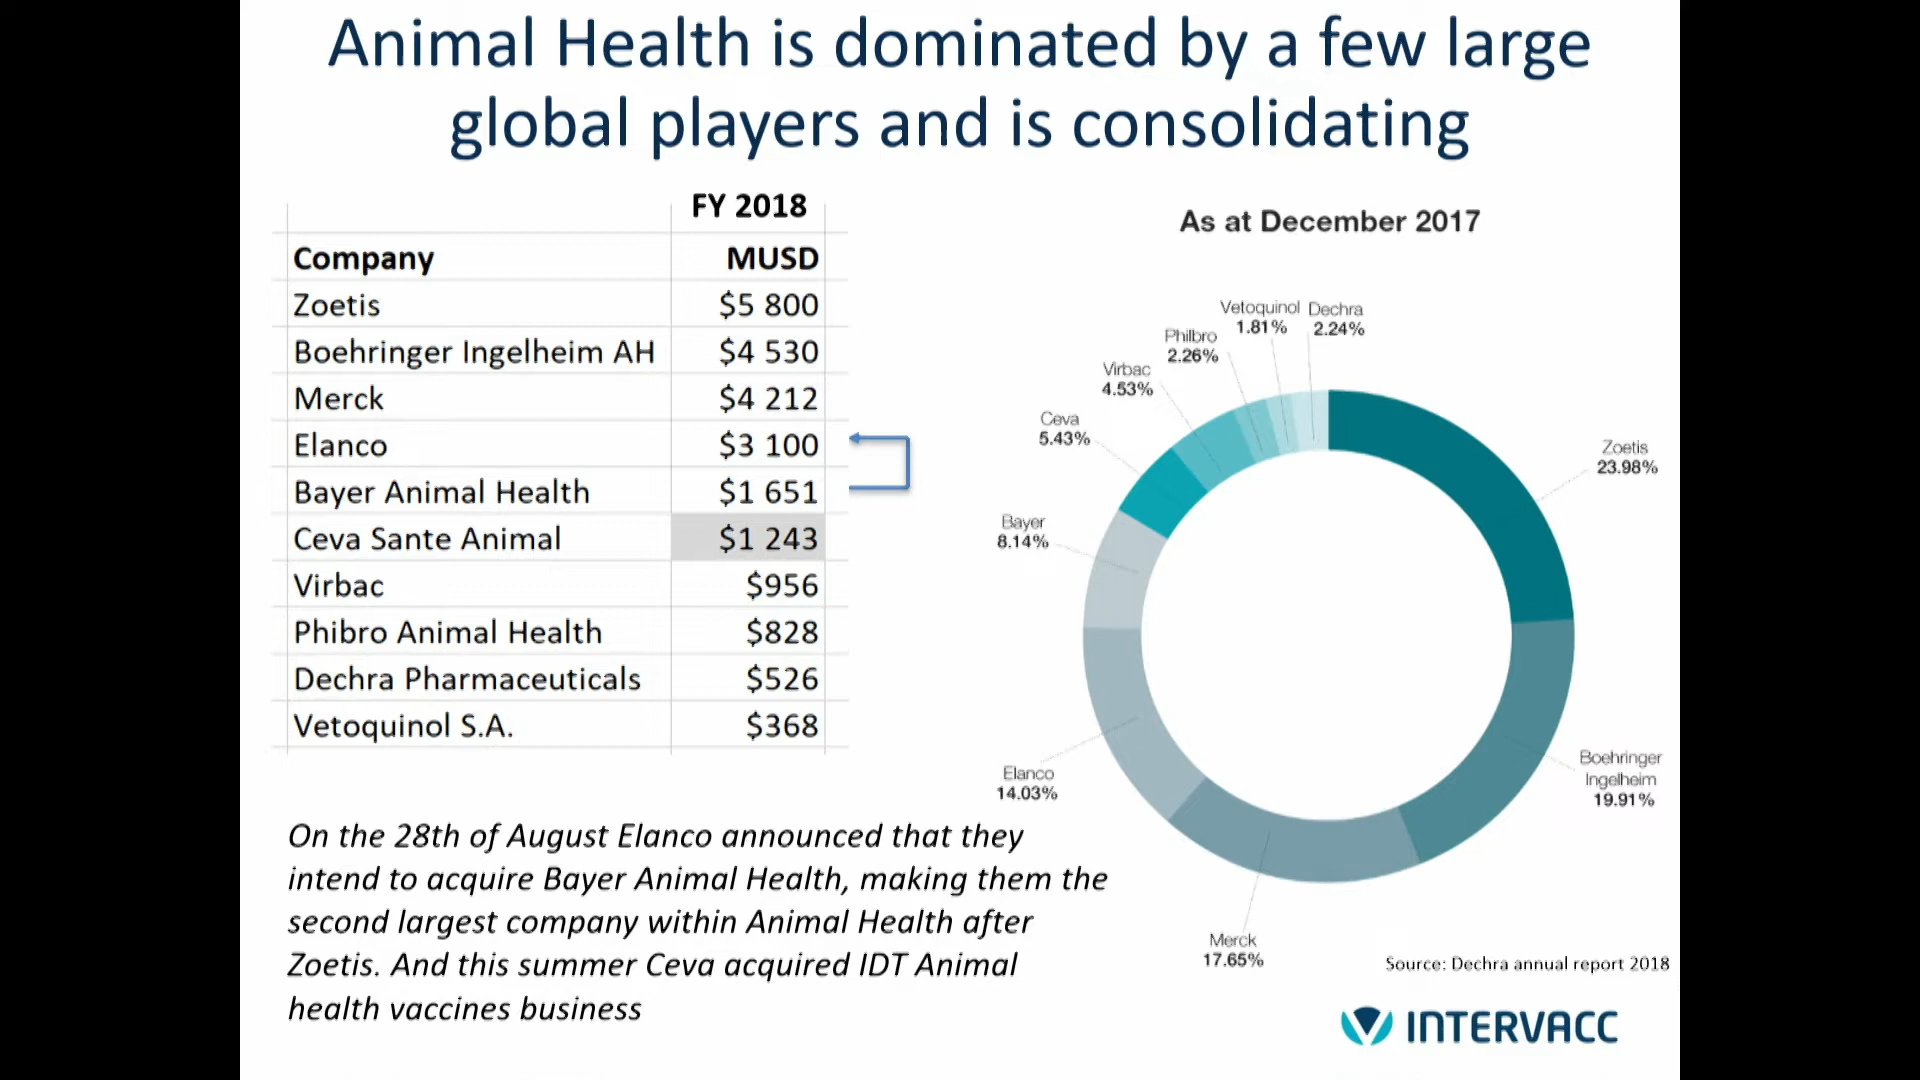 Animal Health is dominated by a few large
global players and is consolidating
FY 2018
Company MUSD
Zoetis $5 800
Boehringer Ingelheim AH $4 530
Merck $4 212
Elanco $3 100
Bayer Animal Health $1 651
Ceva Sante Animal $1 243
Virbac $956
Phibro Animal Health $828
Dechra Pharmaceuticals $526
Vetoquinol S.A. $368
On the 28th of August Elanco announced that they
intend to acquire Bayer Animal Health, making them the
second largest company within Animal Health after
Zoetis. And this summer Ceva acquired IDT Animal
health vaccines business
As at December 2017
Vetoquinol
1.81%
Dechra
2.24%
Philbro
2.26%
Virbac
4.53%
Ceva
5.43%
Bayer
8.14%
Elanco
14.03%
Merck
17.65%
Boehringer
Ingelheim
19.91%
Zoetis
23.98%
Source: Dechra annual report 2018
INTERVACC